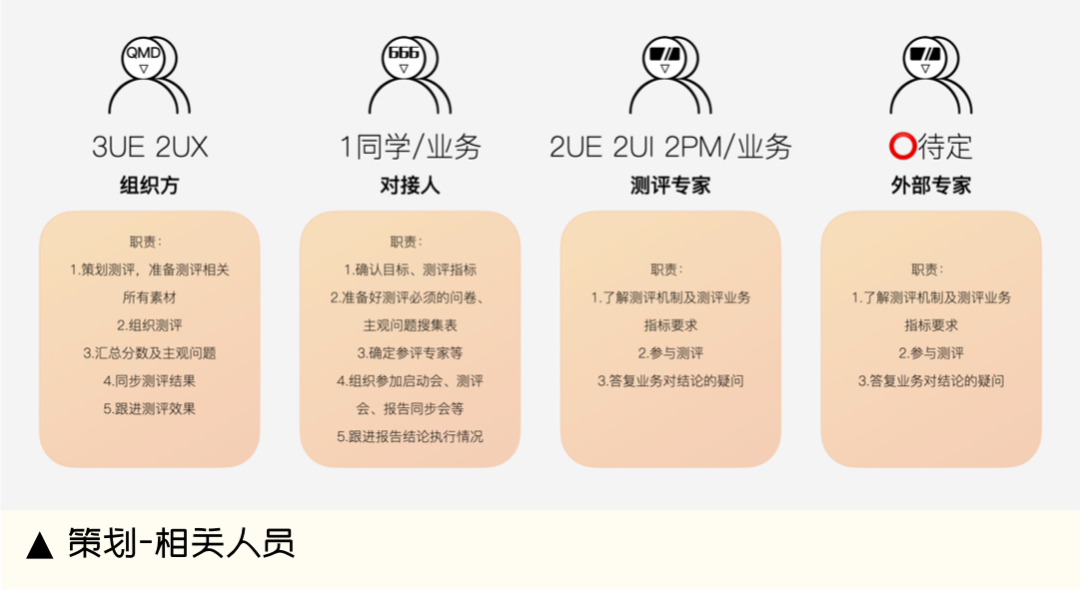 QMD
666
3UE 2UX
1同学/业务
2UE 2UI 2PM/业务
待定
组织方
对接人
测评专家
外部专家
职责：
1.策划测评，准备测评相关
所有素材
2.组织测评
3.汇总分数及主观问题
4.同步测评结果
5.跟进测评效果
职责：
1.确认目标、测评指标
2.准备好测评必须的问卷、
主观问题搜集表
3.确定参评专家等
4.组织参加启动会、测评
会、报告同步会等
5.跟进报告结论执行情况
职责：
1.了解测评机制及测评业务
指标要求
2.参与测评
3.答复业务对结论的疑问
职责：
1.了解测评机制及测评业务
指标要求
2.参与测评
3.答复业务对结论的疑问
▲ 策划-相关人员